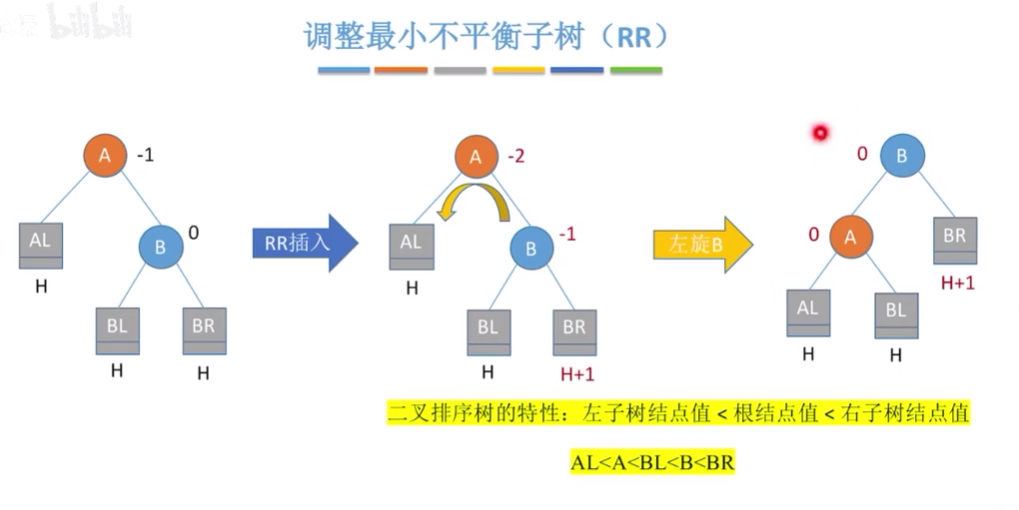 bilibili
调整最小不平衡子树（RR）
A -1
AL
H
B 0
BL
H
BR
H
RR插入
A -2
AL
H
B -1
BL
H
BR
H+1
左旋B
0 B
0 A
BR
H+1
AL
H
BL
H
二叉排序树的特性：左子树结点值 < 根结点值 < 右子树结点值
AL<A<BL<B<BR